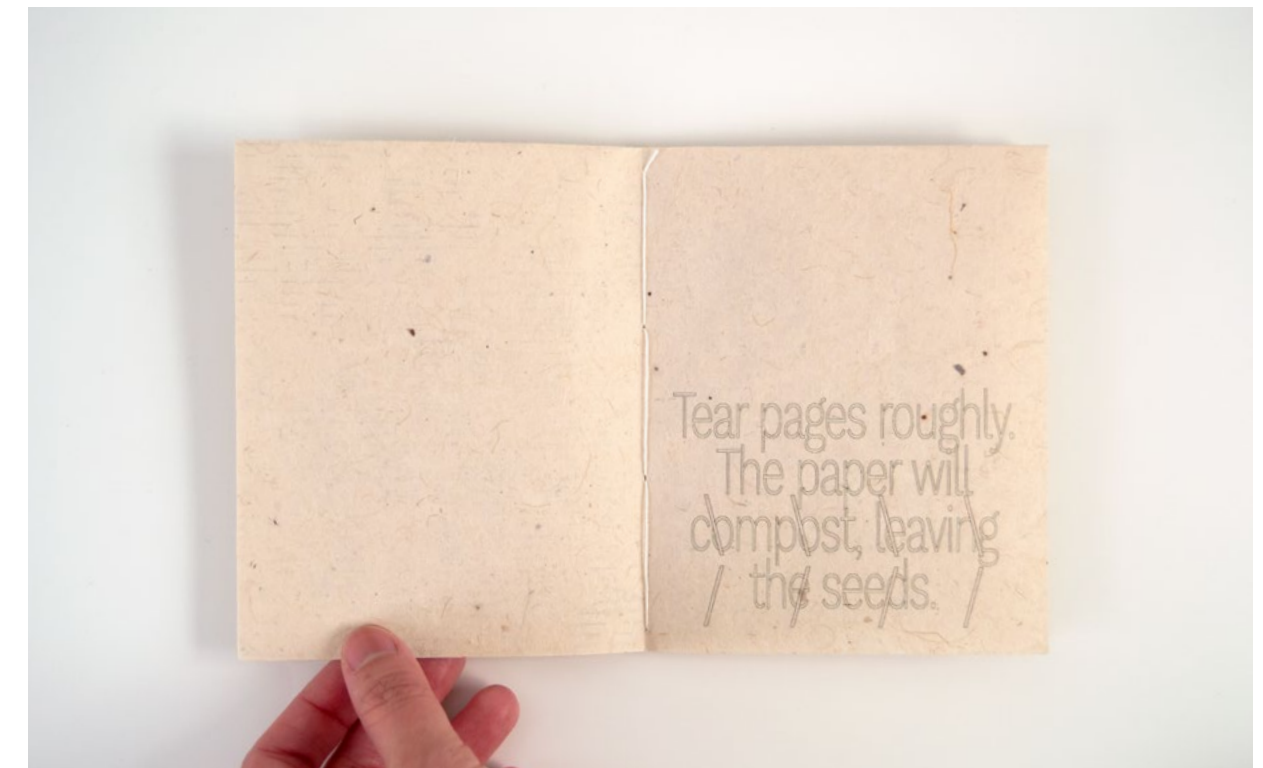 Tear pages roughly.
The paper will
compost, leaving
the seeds.